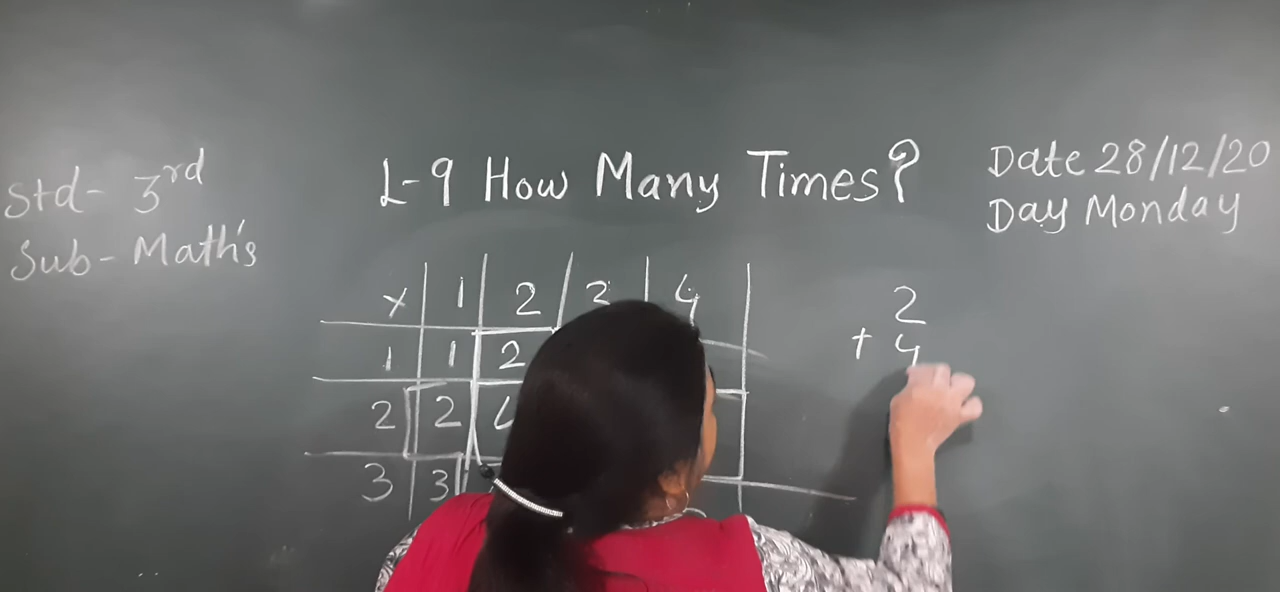 Std- 3rd
Sub- Math's
L-9 How Many Times?
Date 28/12/20
Day Monday
x 1 2 2 4
1 1 2
2 2
3 3
2
+ 4